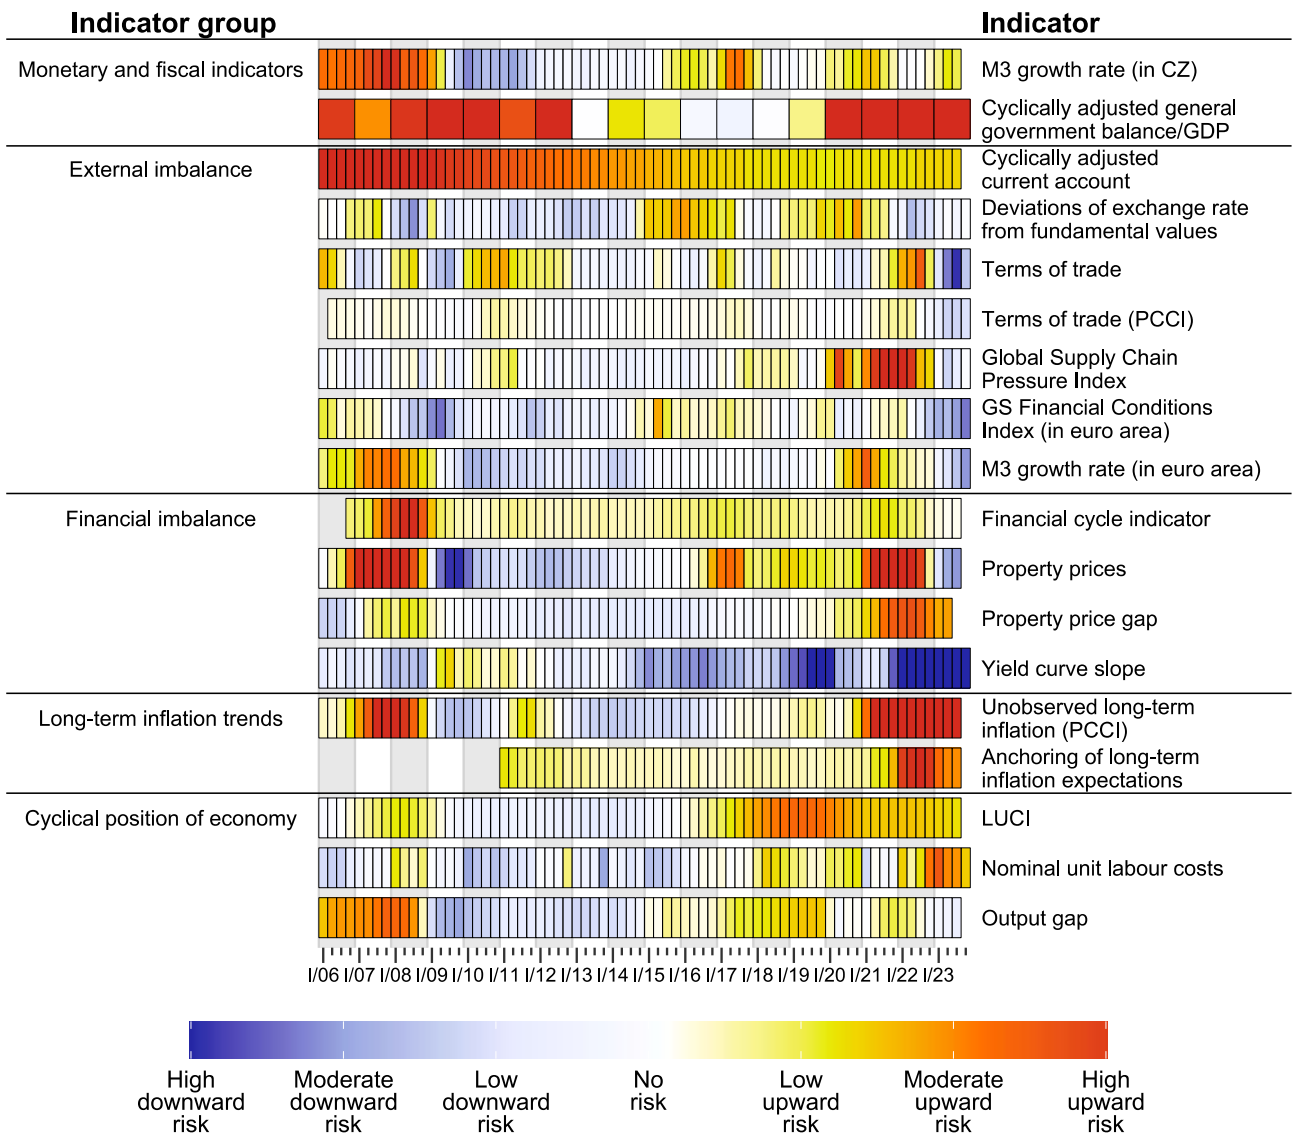 Indicator group
Indicator
Monetary and fiscal indicators
M3 growth rate (in CZ)
Cyclically adjusted general
government balance/GDP
External imbalance
Cyclically adjusted
current account
Deviations of exchange rate
from fundamental values
Terms of trade
Terms of trade (PCCI)
Global Supply Chain
Pressure Index
GS Financial Conditions
Index (in euro area)
M3 growth rate (in euro area)
Financial imbalance
Financial cycle indicator
Property prices
Property price gap
Yield curve slope
Long-term inflation trends
Unobserved long-term
inflation (PCCI)
Anchoring of long-term
inflation expectations
Cyclical position of economy
LUCI
Nominal unit labour costs
Output gap
I/06 I/07 I/08 I/09 I/10 I/11 I/12 I/13 I/14 I/15 I/16 I/17 I/18 I/19 I/20 I/21 I/22 I/23
High
downward
risk
Moderate
downward
risk
Low
downward
risk
No
risk
Low
upward
risk
Moderate
upward
risk
High
upward
risk